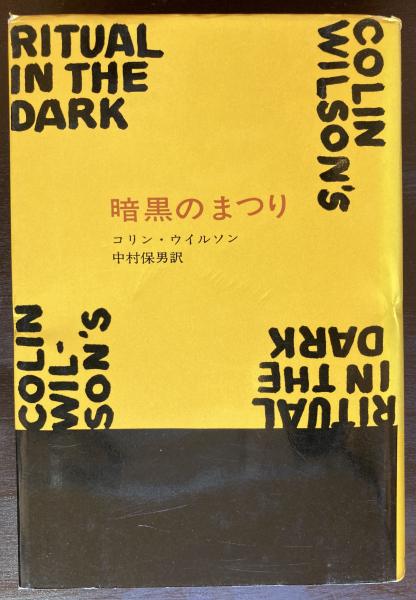 RITUAL
IN THE
DARK
COLIN
WILSON'S
暗黒のまつり
コリン・ウイルソン
中村保男訳
COLIN
WIL-
SON'S
RITUAL
IN THE
DARK